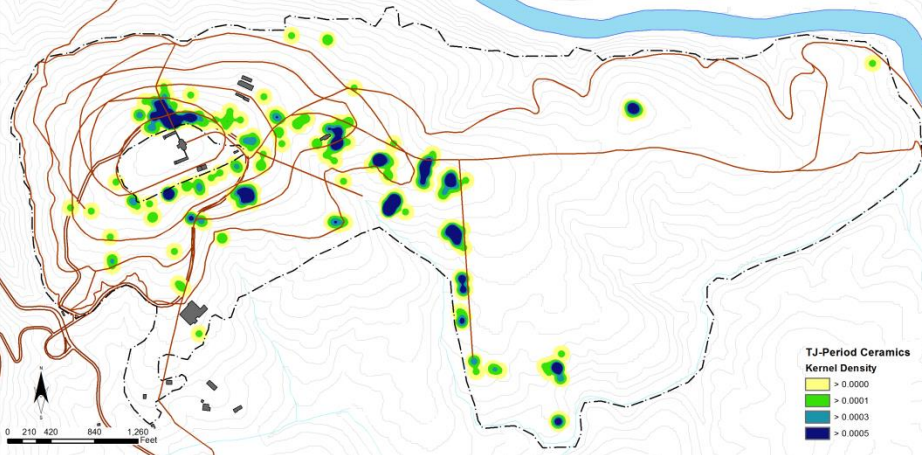 TJ-Period Ceramics
Kernel Density
> 0.0000
> 0.0001
> 0.0003
> 0.0005
N
S
0 210 420 840 1,260
Feet